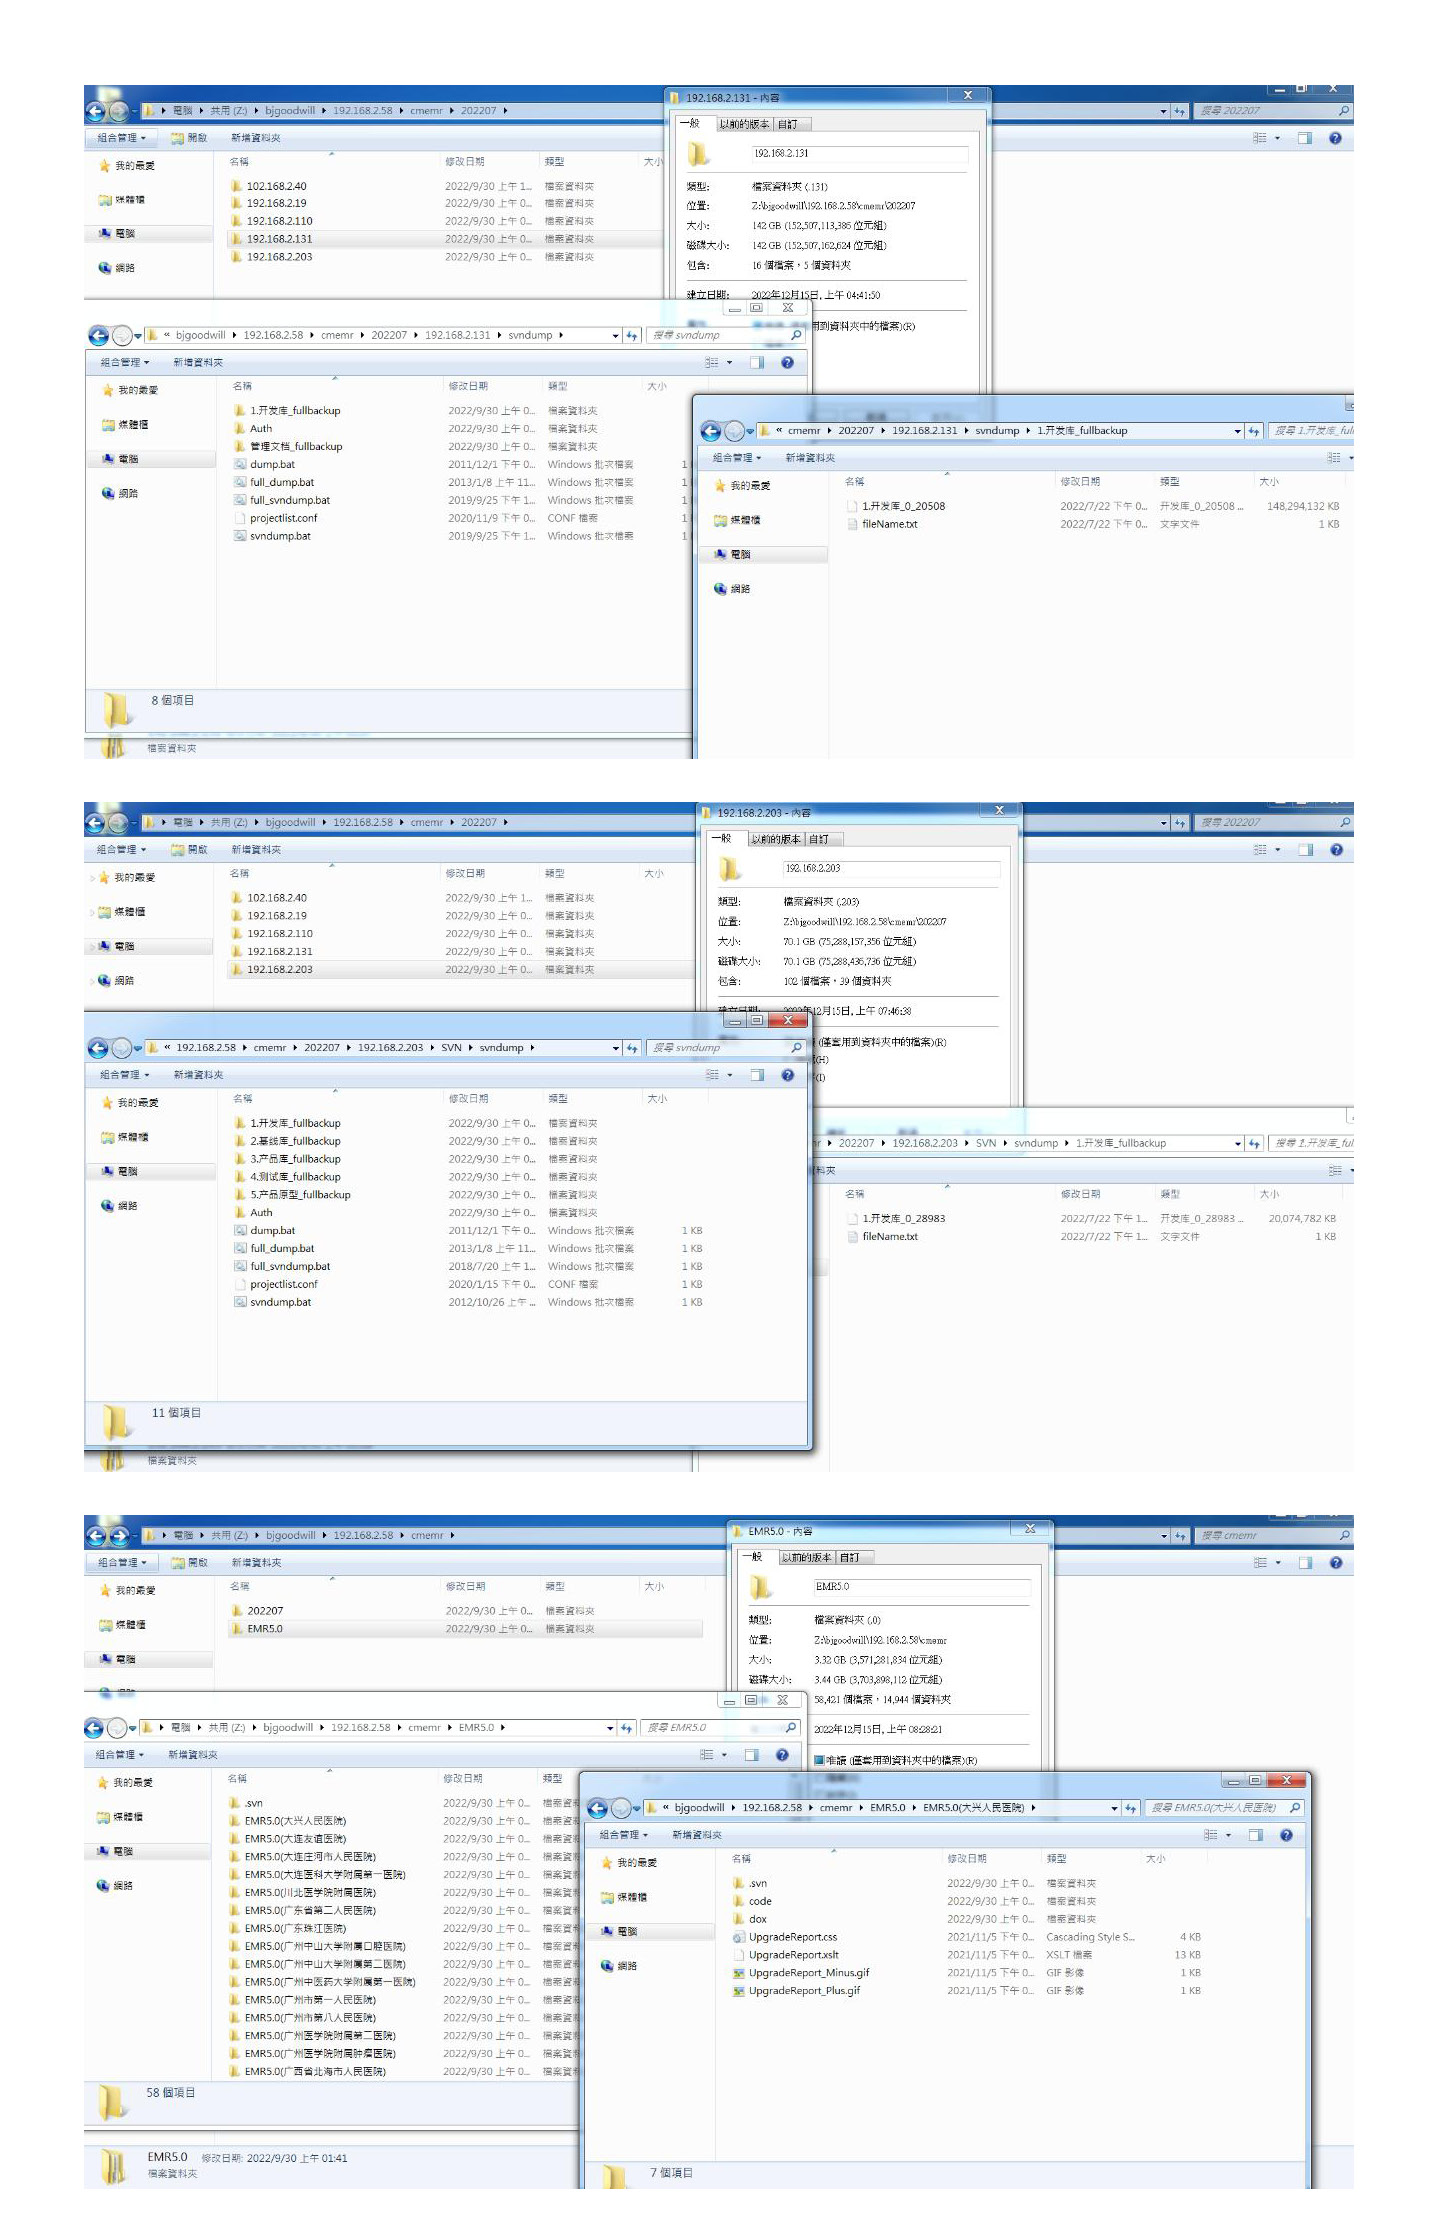 電腦 ▸ 共用 (Z:) ▸ bjgoodwill ▸ 192.168.2.58 ▸ cmemr ▸ 202207 ▸
搜尋 202207
組合管理 開啟 新增資料夾
我的最愛
媒體櫃
電腦
網路
名稱 修改日期 類型 大小
102.168.2.40 2022/9/30 上午 1... 檔案資料夾
192.168.2.19 2022/9/30 上午 0... 檔案資料夾
192.168.2.110 2022/9/30 上午 0... 檔案資料夾
192.168.2.131 2022/9/30 上午 0... 檔案資料夾
192.168.2.203 2022/9/30 上午 0... 檔案資料夾
192.168.2.131 - 內容
一般 以前的版本 自訂
192.168.2.131
類型: 檔案資料夾 (.131)
位置: Z:\bjgoodwill\192.168.2.58\cmemr\202207
大小: 142 GB (152,507,113,386 位元組)
磁碟大小: 142 GB (152,507,162,624 位元組)
包含: 16 個檔案，5 個資料夾
建立日期: 2022年12月15日, 上午 04:41:50
用到資料夾中的檔案)(R)
« bjgoodwill ▸ 192.168.2.58 ▸ cmemr ▸ 202207 ▸ 192.168.2.131 ▸ svndump ▸
搜尋 svndump
組合管理 新增資料夾
我的最愛
媒體櫃
電腦
網路
名稱 修改日期 類型 大小
1.开发库_fullbackup 2022/9/30 上午 0... 檔案資料夾
Auth 2022/9/30 上午 0... 檔案資料夾
管理文档_fullbackup 2022/9/30 上午 0... 檔案資料夾
dump.bat 2011/12/1 下午 0... Windows 批次檔案 1
full_dump.bat 2013/1/8 上午 11... Windows 批次檔案 1
full_svndump.bat 2019/9/25 下午 1... Windows 批次檔案 1
projectlist.conf 2020/11/9 下午 0... CONF 檔案 1
svndump.bat 2019/9/25 下午 1... Windows 批次檔案 1
8 個項目
檔案資料夾
« cmemr ▸ 202207 ▸ 192.168.2.131 ▸ svndump ▸ 1.开发库_fullbackup
搜尋 1.开发库_ful
組合管理 新增資料夾
我的最愛
媒體櫃
電腦
網路
名稱 修改日期 類型 大小
1.开发库_0_20508 2022/7/22 下午 0... 开发库_0_20508 ... 148,294,132 KB
fileName.txt 2022/7/22 下午 0... 文字文件 1 KB
電腦 ▸ 共用 (Z:) ▸ bjgoodwill ▸ 192.168.2.58 ▸ cmemr ▸ 202207 ▸
搜尋 202207
組合管理 開啟 新增資料夾
我的最愛
媒體櫃
電腦
網路
名稱 修改日期 類型 大小
102.168.2.40 2022/9/30 上午 1... 檔案資料夾
192.168.2.19 2022/9/30 上午 0... 檔案資料夾
192.168.2.110 2022/9/30 上午 0... 檔案資料夾
192.168.2.131 2022/9/30 上午 0... 檔案資料夾
192.168.2.203 2022/9/30 上午 0... 檔案資料夾
192.168.2.203 - 內容
一般 以前的版本 自訂
192.168.2.203
類型: 檔案資料夾 (.203)
位置: Z:\bjgoodwill\192.168.2.58\cmemr\202207
大小: 70.1 GB (75,288,157,356 位元組)
磁碟大小: 70.1 GB (75,288,436,736 位元組)
包含: 102 個檔案，39 個資料夾
建立日期: 2022年12月15日, 上午 07:46:38
(僅套用到資料夾中的檔案)(R)
(H)
(I)
« 192.168.2.58 ▸ cmemr ▸ 202207 ▸ 192.168.2.203 ▸ SVN ▸ svndump ▸
搜尋 svndump
組合管理 新增資料夾
我的最愛
媒體櫃
電腦
網路
名稱 修改日期 類型 大小
1.开发库_fullbackup 2022/9/30 上午 0... 檔案資料夾
2.基线库_fullbackup 2022/9/30 上午 0... 檔案資料夾
3.产品库_fullbackup 2022/9/30 上午 0... 檔案資料夾
4.测试库_fullbackup 2022/9/30 上午 0... 檔案資料夾
5.产品原型_fullbackup 2022/9/30 上午 0... 檔案資料夾
Auth 2022/9/30 上午 0... 檔案資料夾
dump.bat 2011/12/1 下午 0... Windows 批次檔案 1 KB
full_dump.bat 2013/1/8 上午 11... Windows 批次檔案 1 KB
full_svndump.bat 2018/7/20 上午 1... Windows 批次檔案 1 KB
projectlist.conf 2020/1/15 下午 0... CONF 檔案 1 KB
svndump.bat 2012/10/26 上午 ... Windows 批次檔案 1 KB
11 個項目
檔案資料夾
202207 ▸ 192.168.2.203 ▸ SVN ▸ svndump ▸ 1.开发库_fullbackup
搜尋 1.开发库_ful
料夾
名稱 修改日期 類型 大小
1.开发库_0_28983 2022/7/22 下午 1... 开发库_0_28983 ... 20,074,782 KB
fileName.txt 2022/7/22 下午 1... 文字文件 1 KB
電腦 ▸ 共用 (Z:) ▸ bjgoodwill ▸ 192.168.2.58 ▸ cmemr ▸
搜尋 cmemr
組合管理 開啟 新增資料夾
我的最愛
媒體櫃
電腦
名稱 修改日期 類型 大小
202207 2022/9/30 上午 0... 檔案資料夾
EMR5.0 2022/9/30 上午 0... 檔案資料夾
EMR5.0 - 內容
一般 以前的版本 自訂
EMR5.0
類型: 檔案資料夾 (.0)
位置: Z:\bjgoodwill\192.168.2.58\cmemr
大小: 3.32 GB (3,571,281,834 位元組)
磁碟大小: 3.44 GB (3,703,898,112 位元組)
58,421 個檔案，14,944 個資料夾
2022年12月15日, 上午 08:28:21
唯讀 (僅套用到資料夾中的檔案)(R)
電腦 ▸ 共用 (Z:) ▸ bjgoodwill ▸ 192.168.2.58 ▸ cmemr ▸ EMR5.0 ▸
搜尋 EMR5.0
組合管理 新增資料夾
我的最愛
媒體櫃
電腦
網路
名稱 修改日期 類型
.svn 2022/9/30 上午 0... 檔案資
EMR5.0(大兴人民医院) 2022/9/30 上午 0... 檔案資
EMR5.0(大连友谊医院) 2022/9/30 上午 0... 檔案資
EMR5.0(大连庄河市人民医院) 2022/9/30 上午 0... 檔案資
EMR5.0(大连医科大学附属第一医院) 2022/9/30 上午 0... 檔案資
EMR5.0(川北医学院附属医院) 2022/9/30 上午 0... 檔案資
EMR5.0(广东省第二人民医院) 2022/9/30 上午 0... 檔案資
EMR5.0(广东珠江医院) 2022/9/30 上午 0... 檔案資
EMR5.0(广州中山大学附属口腔医院) 2022/9/30 上午 0... 檔案資
EMR5.0(广州中山大学附属第二医院) 2022/9/30 上午 0... 檔案資
EMR5.0(广州中医药大学附属第一医院) 2022/9/30 上午 0... 檔案資
EMR5.0(广州市第一人民医院) 2022/9/30 上午 0... 檔案資
EMR5.0(广州市第八人民医院) 2022/9/30 上午 0... 檔案資
EMR5.0(广州医学院附属第二医院) 2022/9/30 上午 0... 檔案資
EMR5.0(广州医学院附属肿瘤医院) 2022/9/30 上午 0... 檔案資
EMR5.0(广西省北海市人民医院) 2022/9/30 上午 0... 檔案資
58 個項目
EMR5.0 修改日期: 2022/9/30 上午 01:41
檔案資料夾
« bjgoodwill ▸ 192.168.2.58 ▸ cmemr ▸ EMR5.0 ▸ EMR5.0(大兴人民医院) ▸
搜尋 EMR5.0(大兴人民医院)
組合管理 新增資料夾
我的最愛
媒體櫃
電腦
網路
名稱 修改日期 類型 大小
.svn 2022/9/30 上午 0... 檔案資料夾
code 2022/9/30 上午 0... 檔案資料夾
dox 2022/9/30 上午 0... 檔案資料夾
UpgradeReport.css 2021/11/5 下午 0... Cascading Style S... 4 KB
UpgradeReport.xslt 2021/11/5 下午 0... XSLT 檔案 13 KB
UpgradeReport_Minus.gif 2021/11/5 下午 0... GIF 影像 1 KB
UpgradeReport_Plus.gif 2021/11/5 下午 0... GIF 影像 1 KB
7 個項目